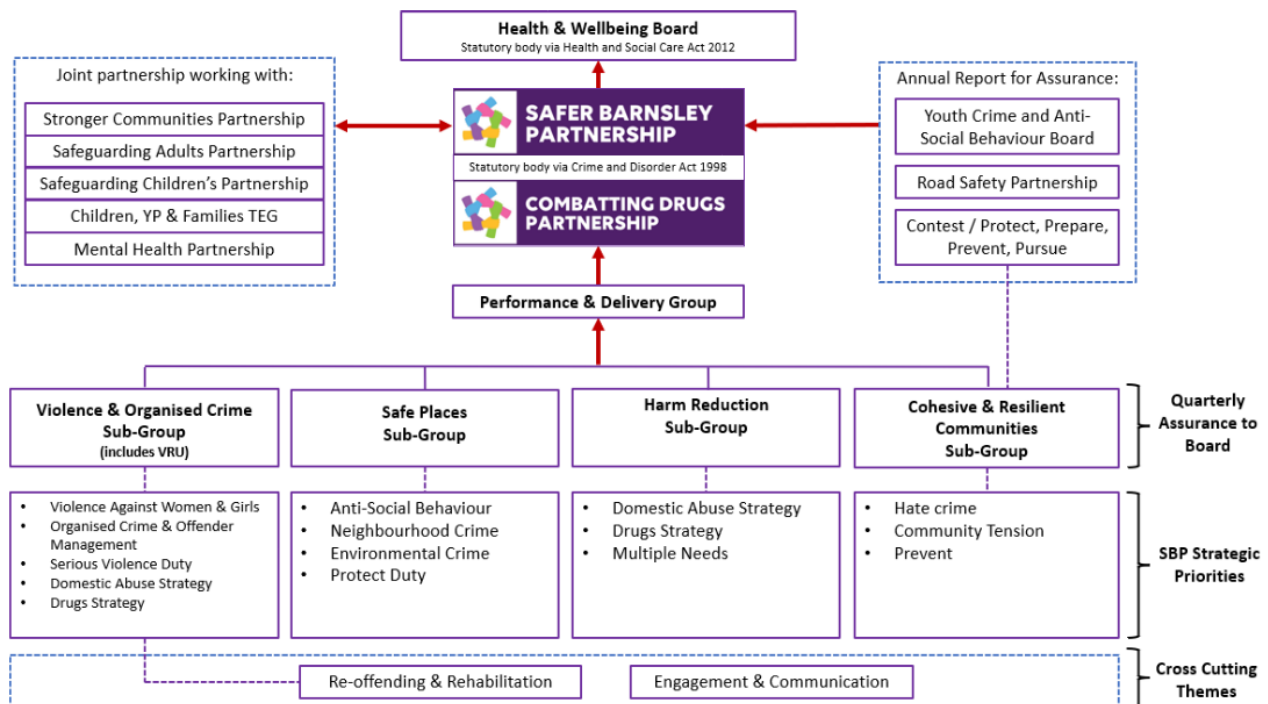 Health & Wellbeing Board
Statutory body via Health and Social Care Act 2012
Joint partnership working with:
Stronger Communities Partnership
Safeguarding Adults Partnership
Safeguarding Children's Partnership
Children, YP & Families TEG
Mental Health Partnership
SAFER BARNSLEY
PARTNERSHIP
Statutory body via Crime and Disorder Act 1998
COMBATTING DRUGS
PARTNERSHIP
Annual Report for Assurance:
Youth Crime and Anti-
Social Behaviour Board
Road Safety Partnership
Contest / Protect, Prepare,
Prevent, Pursue
Performance & Delivery Group
Violence & Organised Crime
Sub-Group
(includes VRU)
Safe Places
Sub-Group
Harm Reduction
Sub-Group
Cohesive & Resilient
Communities
Sub-Group
Quarterly
Assurance to
Board
• Violence Against Women & Girls
• Organised Crime & Offender
Management
• Serious Violence Duty
• Domestic Abuse Strategy
• Drugs Strategy
• Anti-Social Behaviour
• Neighbourhood Crime
• Environmental Crime
• Protect Duty
• Domestic Abuse Strategy
• Drugs Strategy
• Multiple Needs
• Hate crime
• Community Tension
• Prevent
SBP Strategic
Priorities
Re-offending & Rehabilitation
Engagement & Communication
Cross Cutting
Themes